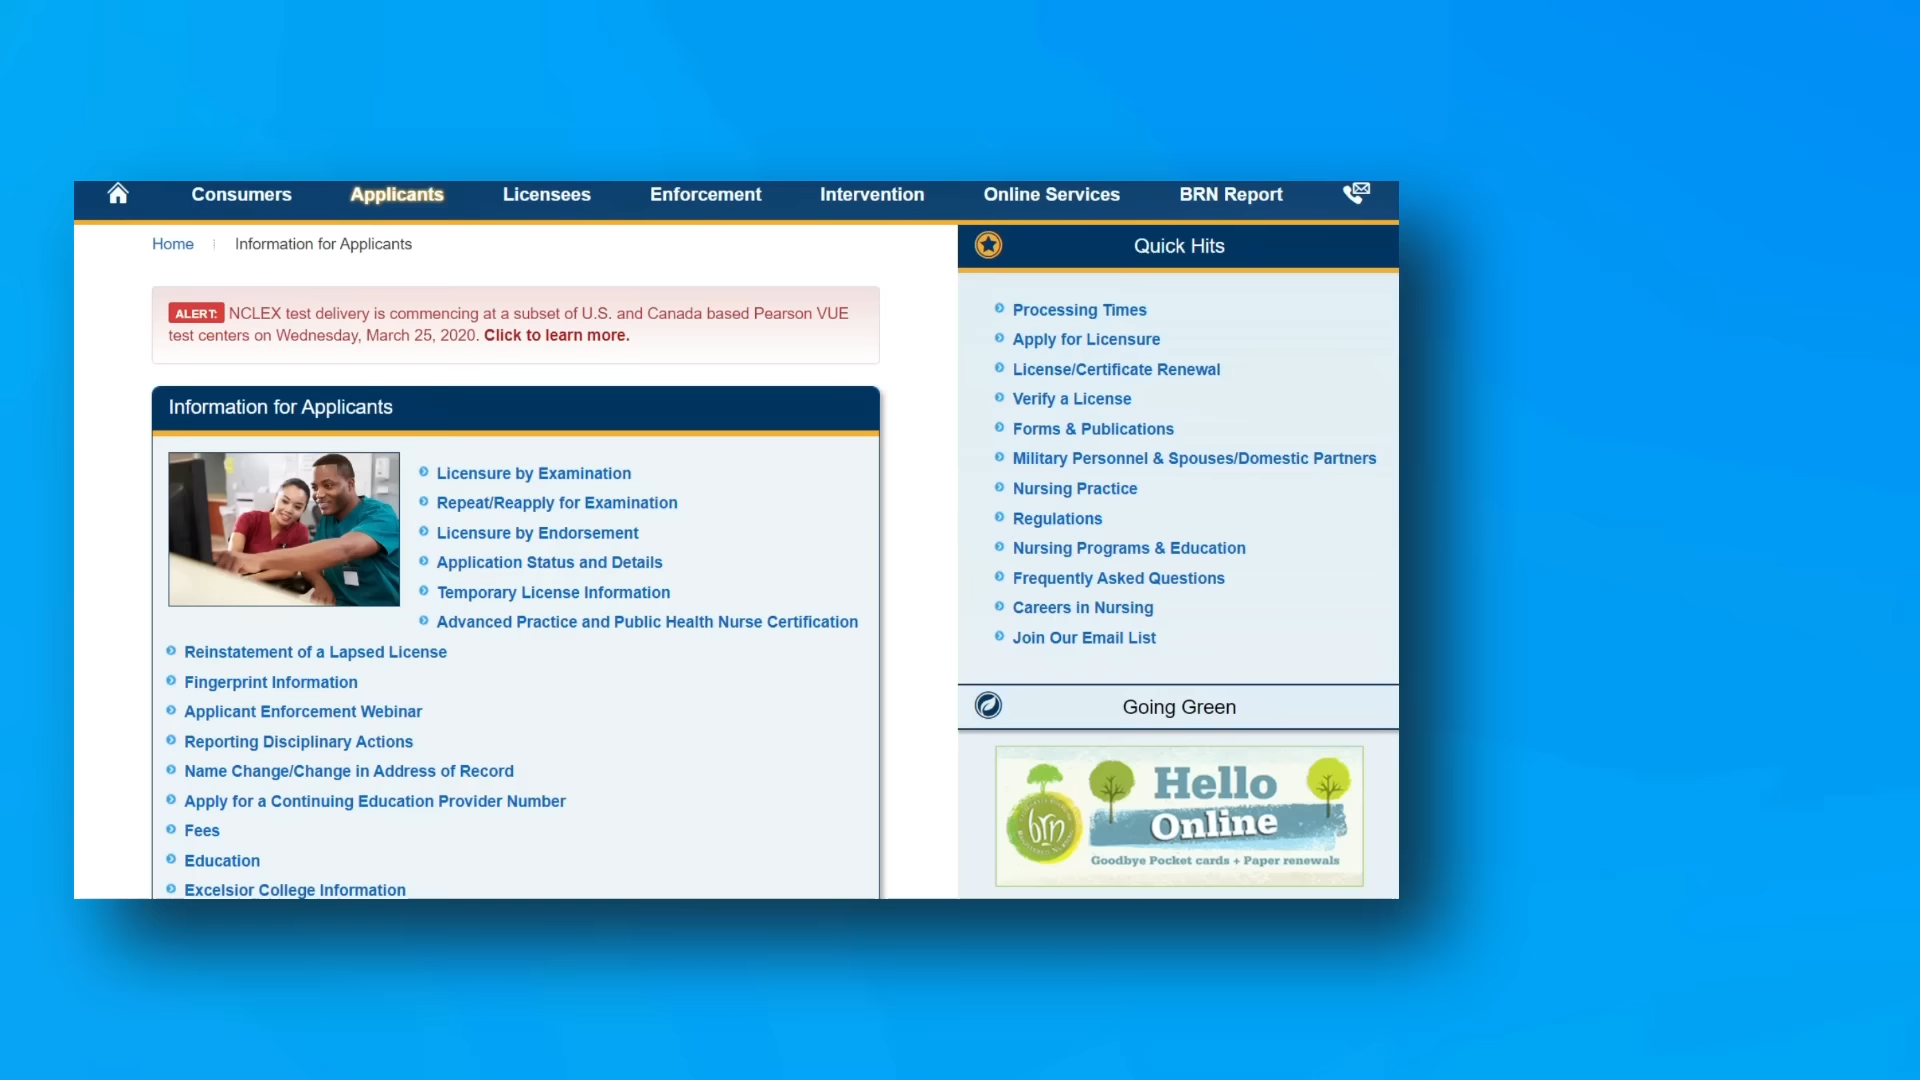 Consumers Applicants Licensees Enforcement Intervention Online Services BRN Report
Home Information for Applicants
ALERT: NCLEX test delivery is commencing at a subset of U.S. and Canada based Pearson VUE
test centers on Wednesday, March 25, 2020. Click to learn more.
Information for Applicants
Licensure by Examination
Repeat/Reapply for Examination
Licensure by Endorsement
Application Status and Details
Temporary License Information
Advanced Practice and Public Health Nurse Certification
Reinstatement of a Lapsed License
Fingerprint Information
Applicant Enforcement Webinar
Reporting Disciplinary Actions
Name Change/Change in Address of Record
Apply for a Continuing Education Provider Number
Fees
Education
Excelsior College Information
Quick Hits
Processing Times
Apply for Licensure
License/Certificate Renewal
Verify a License
Forms & Publications
Military Personnel & Spouses/Domestic Partners
Nursing Practice
Regulations
Nursing Programs & Education
Frequently Asked Questions
Careers in Nursing
Join Our Email List
Going Green
brn
Hello
Online
Goodbye Pocket cards + Paper renewals